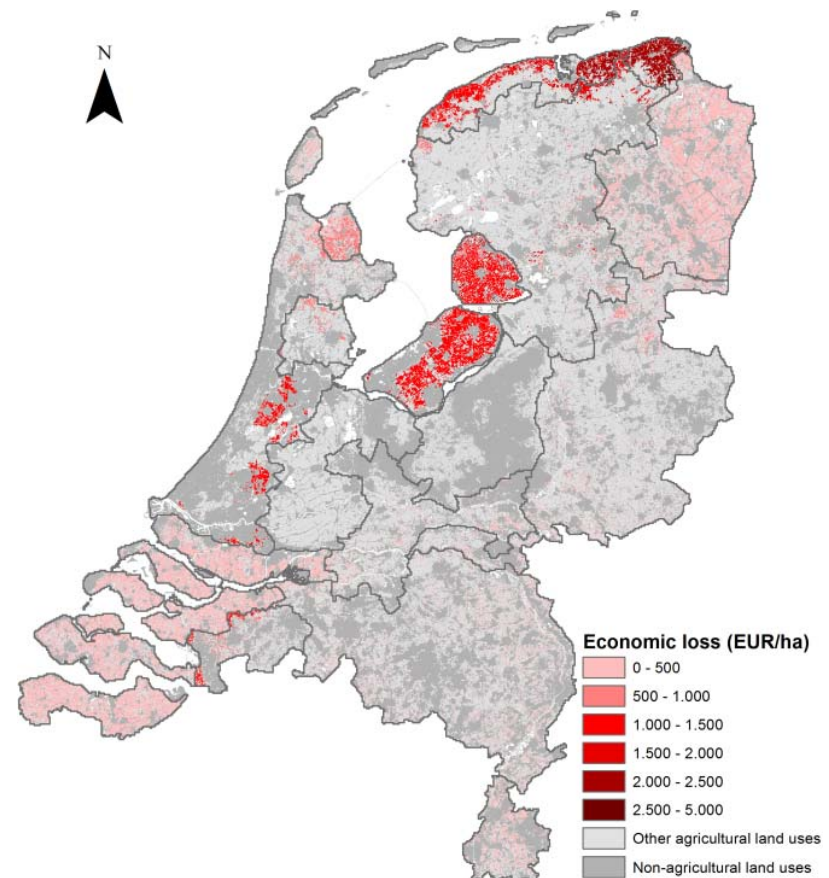 N
Economic loss (EUR/ha)
0 - 500
500 - 1.000
1.000 - 1.500
1.500 - 2.000
2.000 - 2.500
2.500 - 5.000
Other agricultural land uses
Non-agricultural land uses